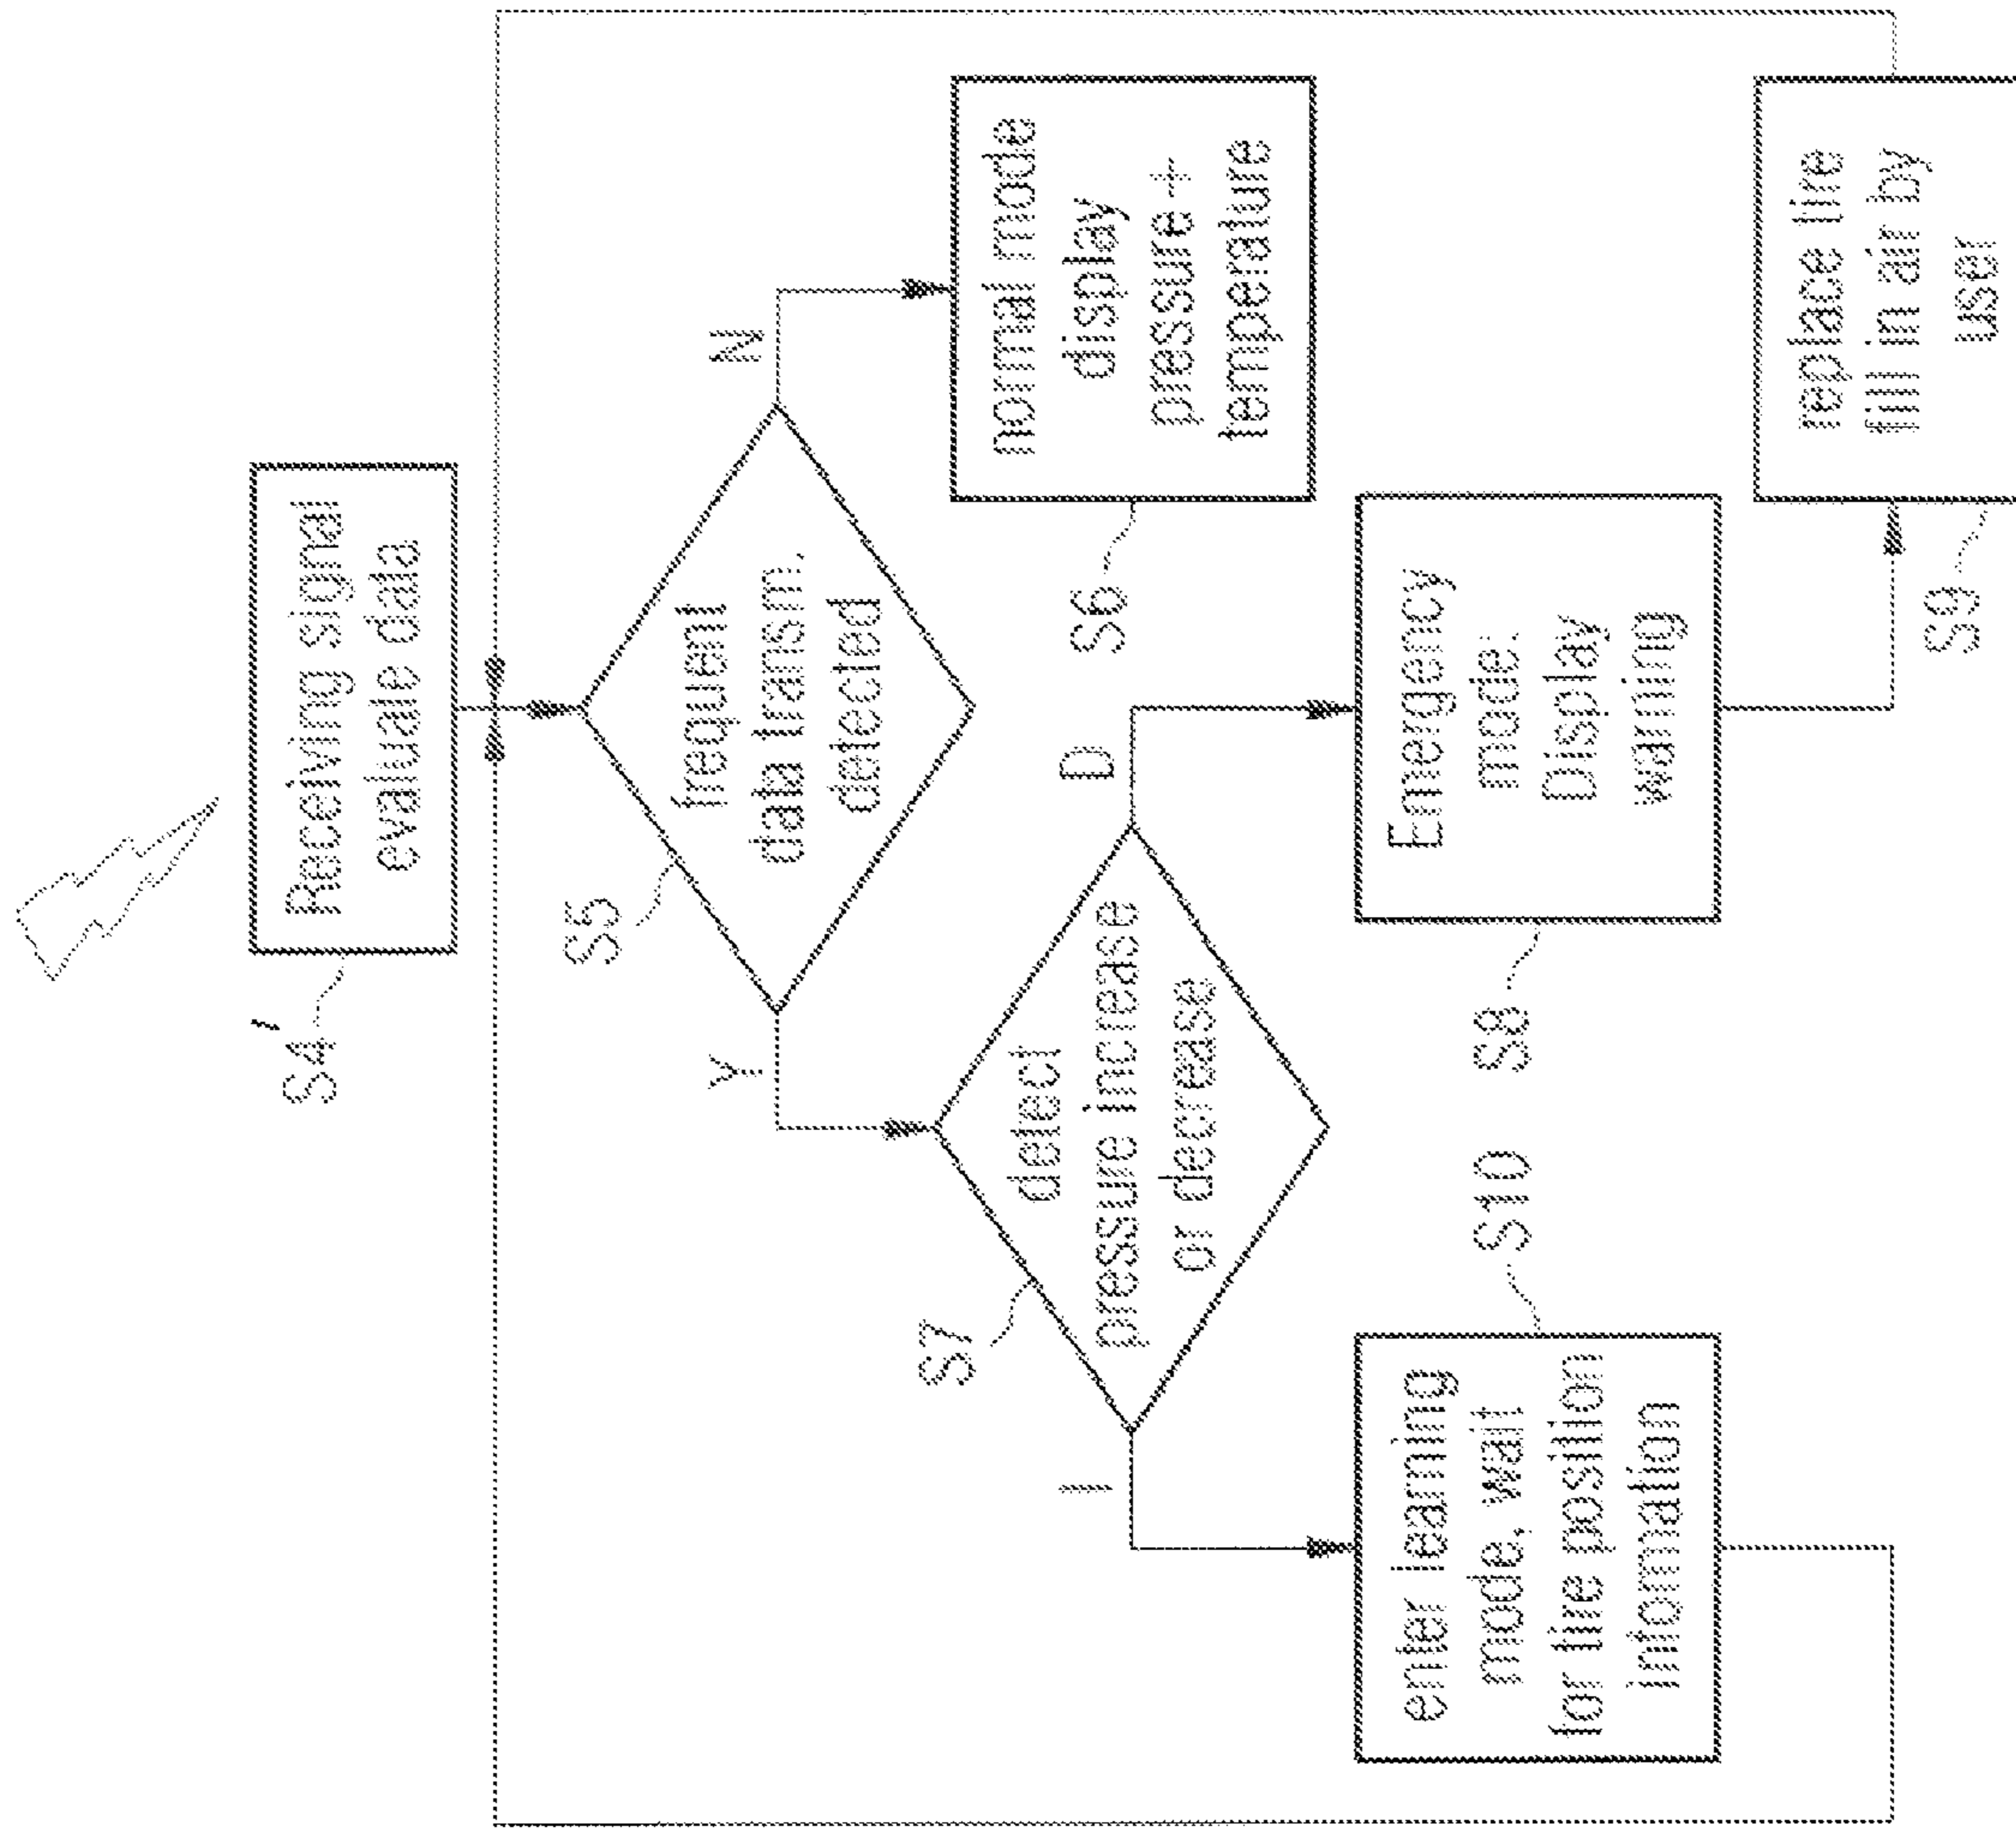 S4'
Receiving signal
evaluate data
S5
frequent
data transm.
detected
Y
N
S6
normal mode
display
pressure +
temperature
S7
detect
pressure increase
or decrease
I
D
S10
enter learning
mode, wait
for tire position
information
S8
Emergency
mode:
Display
warning
S9
replace tire
fill in air by
user